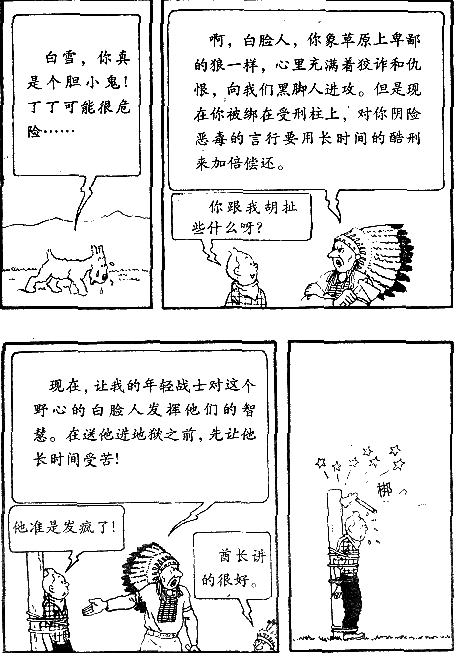 白雪，你真
是个胆小鬼！
丁丁可能很危
险……
啊，白脸人，你象草原上卑鄙
的狼一样，心里充满着狡诈和仇
恨，向我们黑脚人进攻。但是现
在你被绑在受刑柱上，对你阴险
恶毒的言行要用长时间的酷刑
来加倍偿还。
你跟我胡扯
些什么呀？
现在，让我的年轻战士对这个
野心的白脸人发挥他们的智
慧。在送他进地狱之前，先让他
长时间受苦！
他准是发疯了！
酋长讲
的很好。
梆